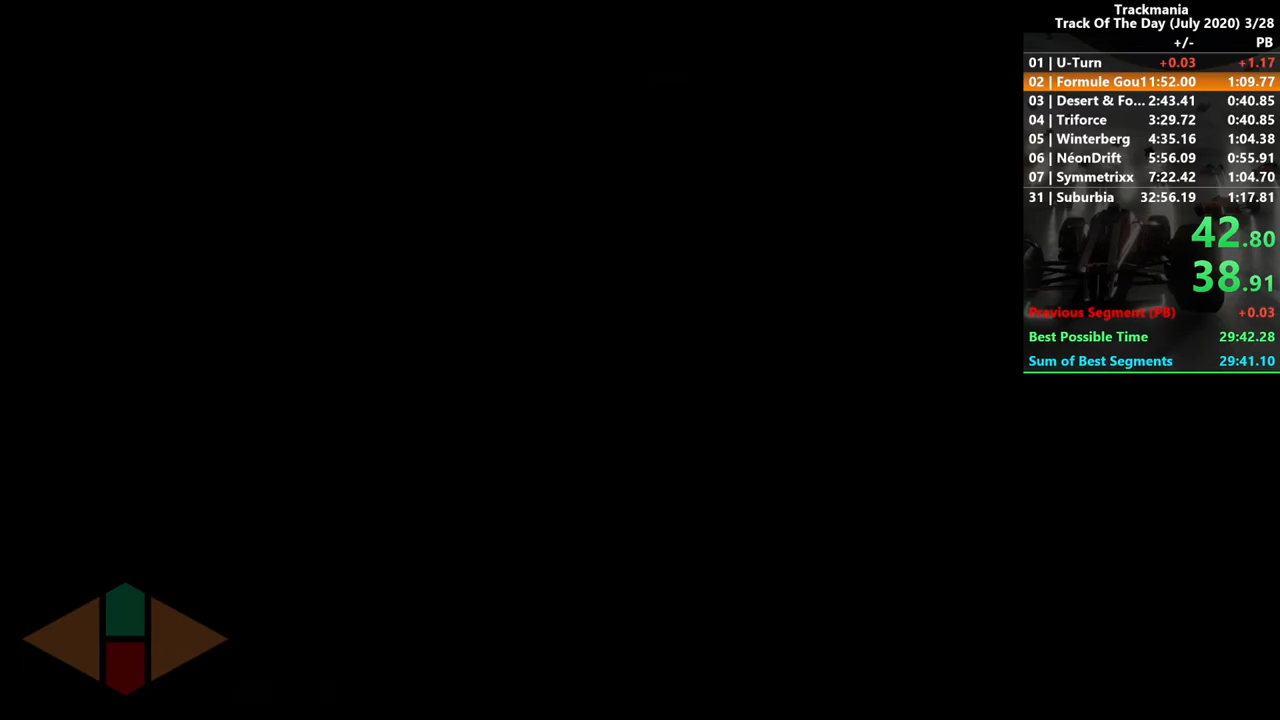 Trackmania
Track Of The Day (July 2020) 3/28
+/- PB
01 | U-Turn +0.03 +1.17
02 | Formule Gou1 1:52.00 1:09.77
03 | Desert & Fo... 2:43.41 0:40.85
04 | Triforce 3:29.72 0:40.85
05 | Winterberg 4:35.16 1:04.38
06 | NéonDrift 5:56.09 0:55.91
07 | Symmetrixx 7:22.42 1:04.70
31 | Suburbia 32:56.19 1:17.81
42.80
38.91
Previous Segment (PB) +0.03
Best Possible Time 29:42.28
Sum of Best Segments 29:41.10